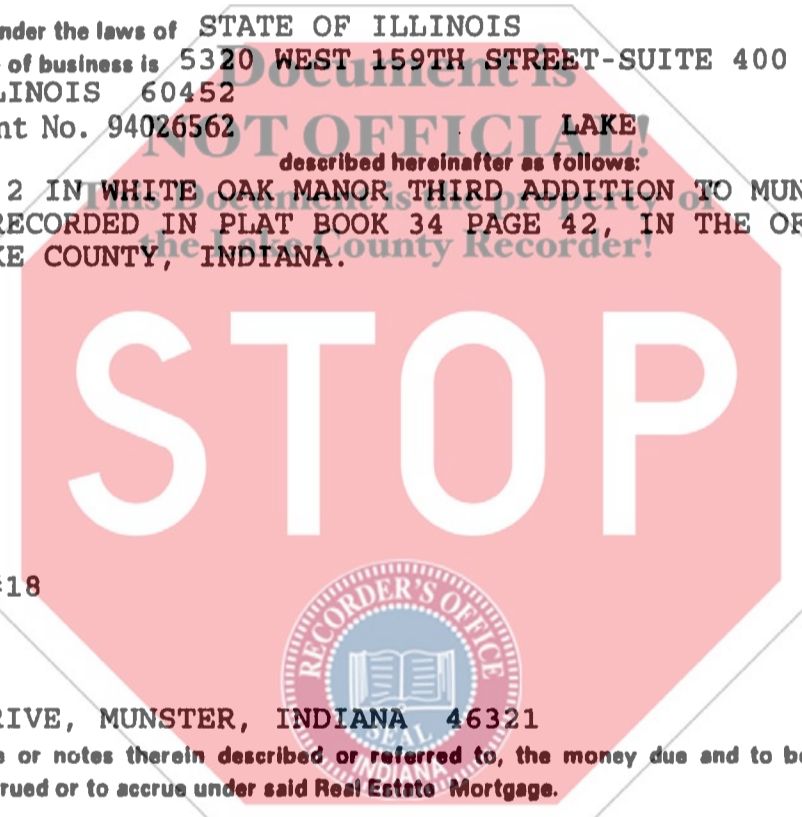 nder the laws of STATE OF ILLINOIS
of business is 5320 WEST 159TH STREET-SUITE 400
LINOIS 60452
nt No. 94026562 LAKE
described hereinafter as follows:
2 IN WHITE OAK MANOR THIRD ADDITION TO MUN
RECORDED IN PLAT BOOK 34 PAGE 42, IN THE OF
KE COUNTY, INDIANA.
Document is
NOT OFFICIAL!
This Document is the property of
the Lake County Recorder!
STOP
18
RECORDER'S OFFICE
SEAL
INDIANA
RIVE, MUNSTER, INDIANA 46321
e or notes therein described or referred to, the money due and to be
rued or to accrue under said Real Estate Mortgage.